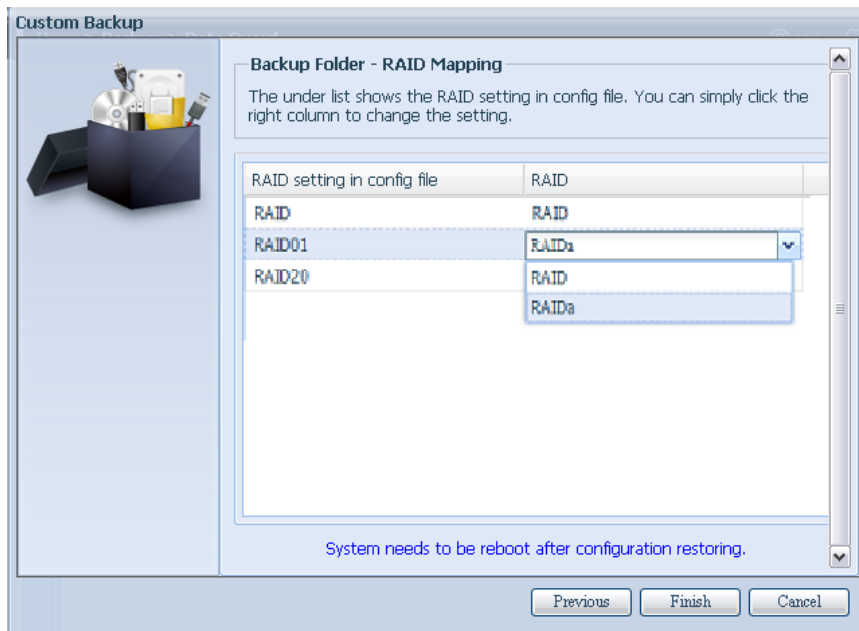 Custom Backup
Backup Folder - RAID Mapping
The under list shows the RAID setting in config file. You can simply click the
right column to change the setting.
RAID setting in config file RAID
RAID RAID
RAID01 RAIDa
RAID20 RAID
RAIDa
System needs to be reboot after configuration restoring.
Previous Finish Cancel